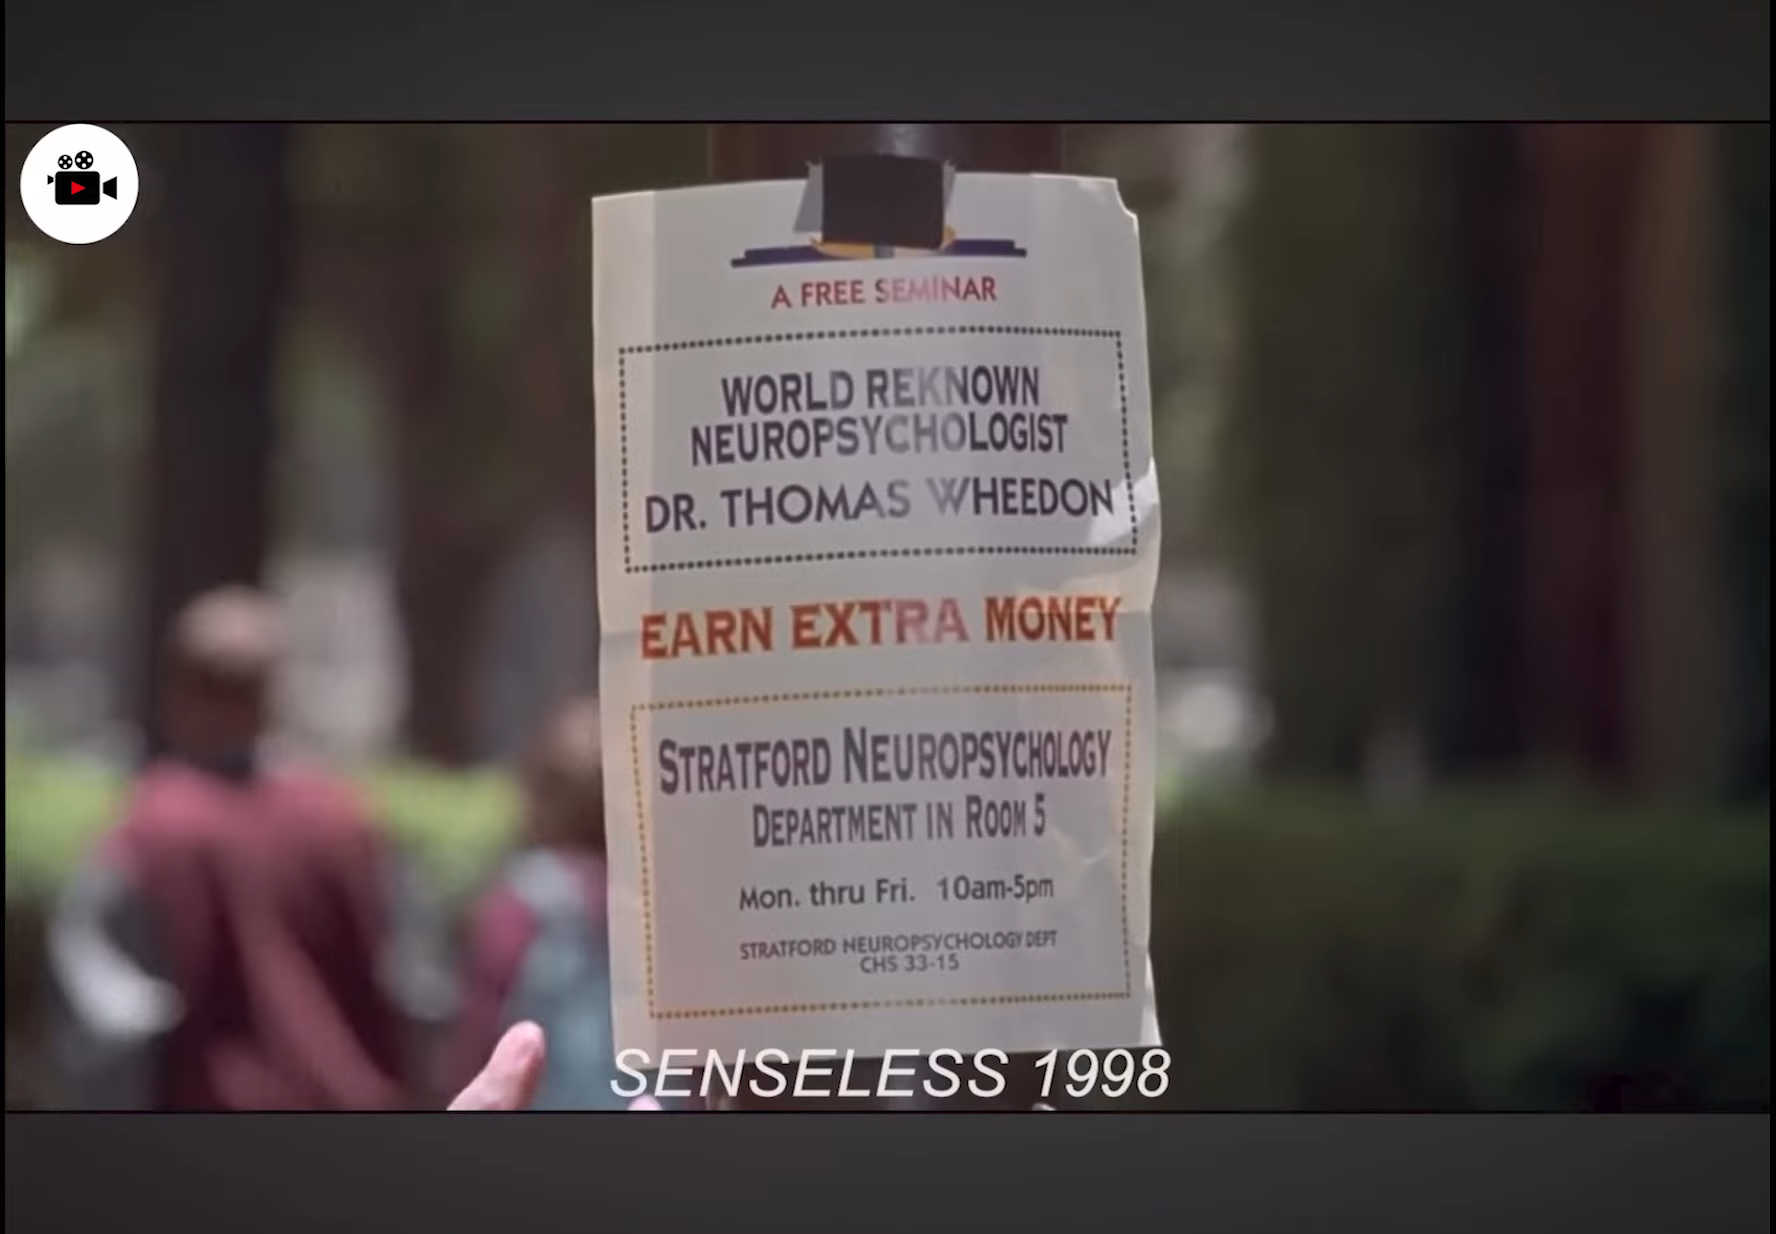 A FREE SEMINAR
WORLD REKNOWN
NEUROPSYCHOLOGIST
DR. THOMAS WHEEDON
EARN EXTRA MONEY
STRATFORD NEUROPSYCHOLOGY
DEPARTMENT IN ROOM 5
Mon. thru Fri. 10am-5pm
STRATFORD NEUROPSYCHOLOGY DEPT
CHS 33-15
SENSELESS 1998